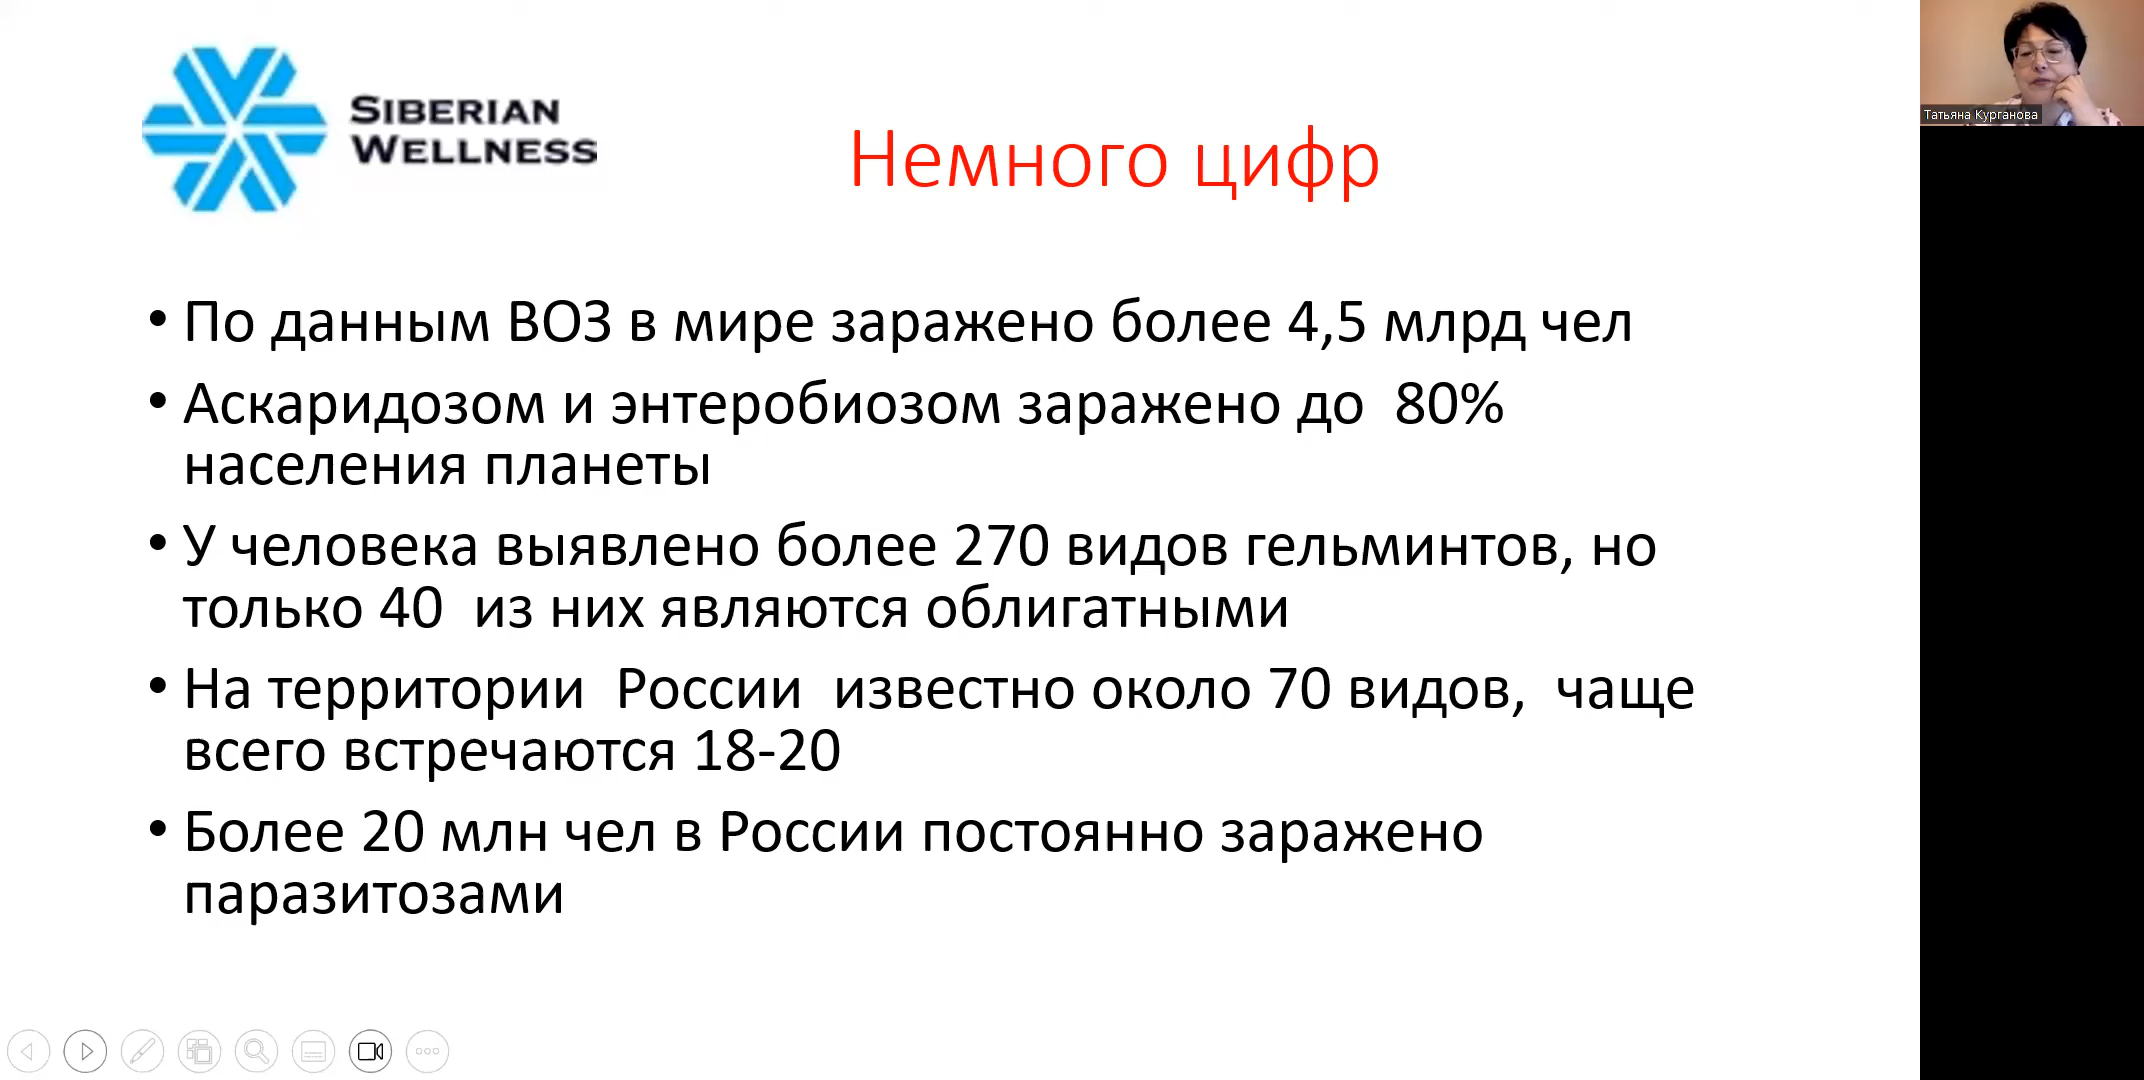 SIBERIAN
WELLNESS
Немного цифр
Татьяна Курганова
• По данным ВОЗ в мире заражено более 4,5 млрд чел
• Аскаридозом и энтеробиозом заражено до 80%
населения планеты
• У человека выявлено более 270 видов гельминтов, но
только 40 из них являются облигатными
• На территории России известно около 70 видов, чаще
всего встречаются 18-20
• Более 20 млн чел в России постоянно заражено
паразитозами